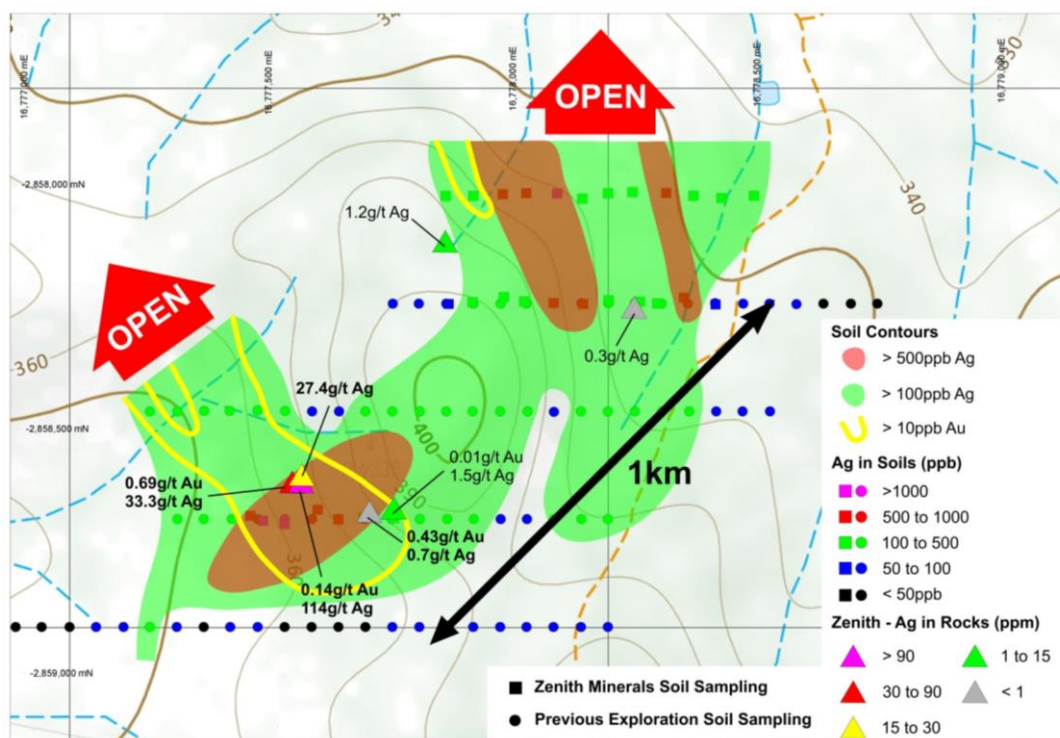 16,777,000 mE
16,777,500 mE
16,778,000 mE
16,778,500 mE
16,779,000 mE
330
OPEN
-2,858,000 mN
340
1.2g/t Ag
OPEN
0.3g/t Ag
360
27.4g/t Ag
-2,858,500 mN
400
0.01g/t Au
1.5g/t Ag
0.69g/t Au
33.3g/t Ag
390
1km
0.43g/t Au
0.7g/t Ag
360
0.14g/t Au
114g/t Ag
-2,859,000 mN
Soil Contours
> 500ppb Ag
> 100ppb Ag
> 10ppb Au
Ag in Soils (ppb)
>1000
500 to 1000
100 to 500
50 to 100
< 50ppb
Zenith - Ag in Rocks (ppm)
> 90
1 to 15
30 to 90
< 1
15 to 30
Zenith Minerals Soil Sampling
Previous Exploration Soil Sampling